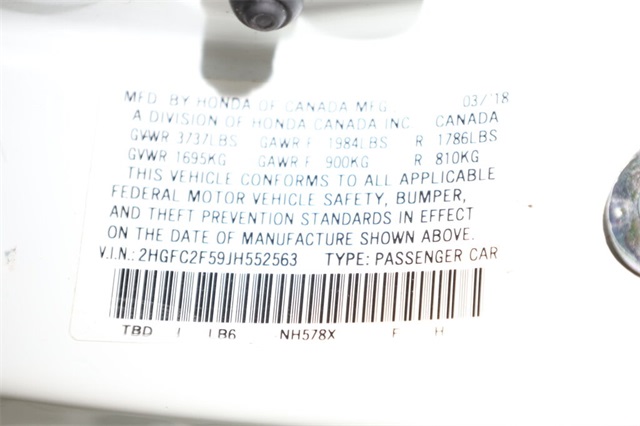 MFD. BY HONDA OF CANADA MFG. 03/'18
A DIVISION OF HONDA CANADA INC. CANADA
GVWR 3737LBS GAWR F 1984LBS R 1786LBS
GVWR 1695KG GAWR F 900KG R 810KG
THIS VEHICLE CONFORMS TO ALL APPLICABLE
FEDERAL MOTOR VEHICLE SAFETY, BUMPER,
AND THEFT PREVENTION STANDARDS IN EFFECT
ON THE DATE OF MANUFACTURE SHOWN ABOVE.
V.I.N.: 2HGFC2F59JH552563 TYPE: PASSENGER CAR
TBD LB6 NH578X H